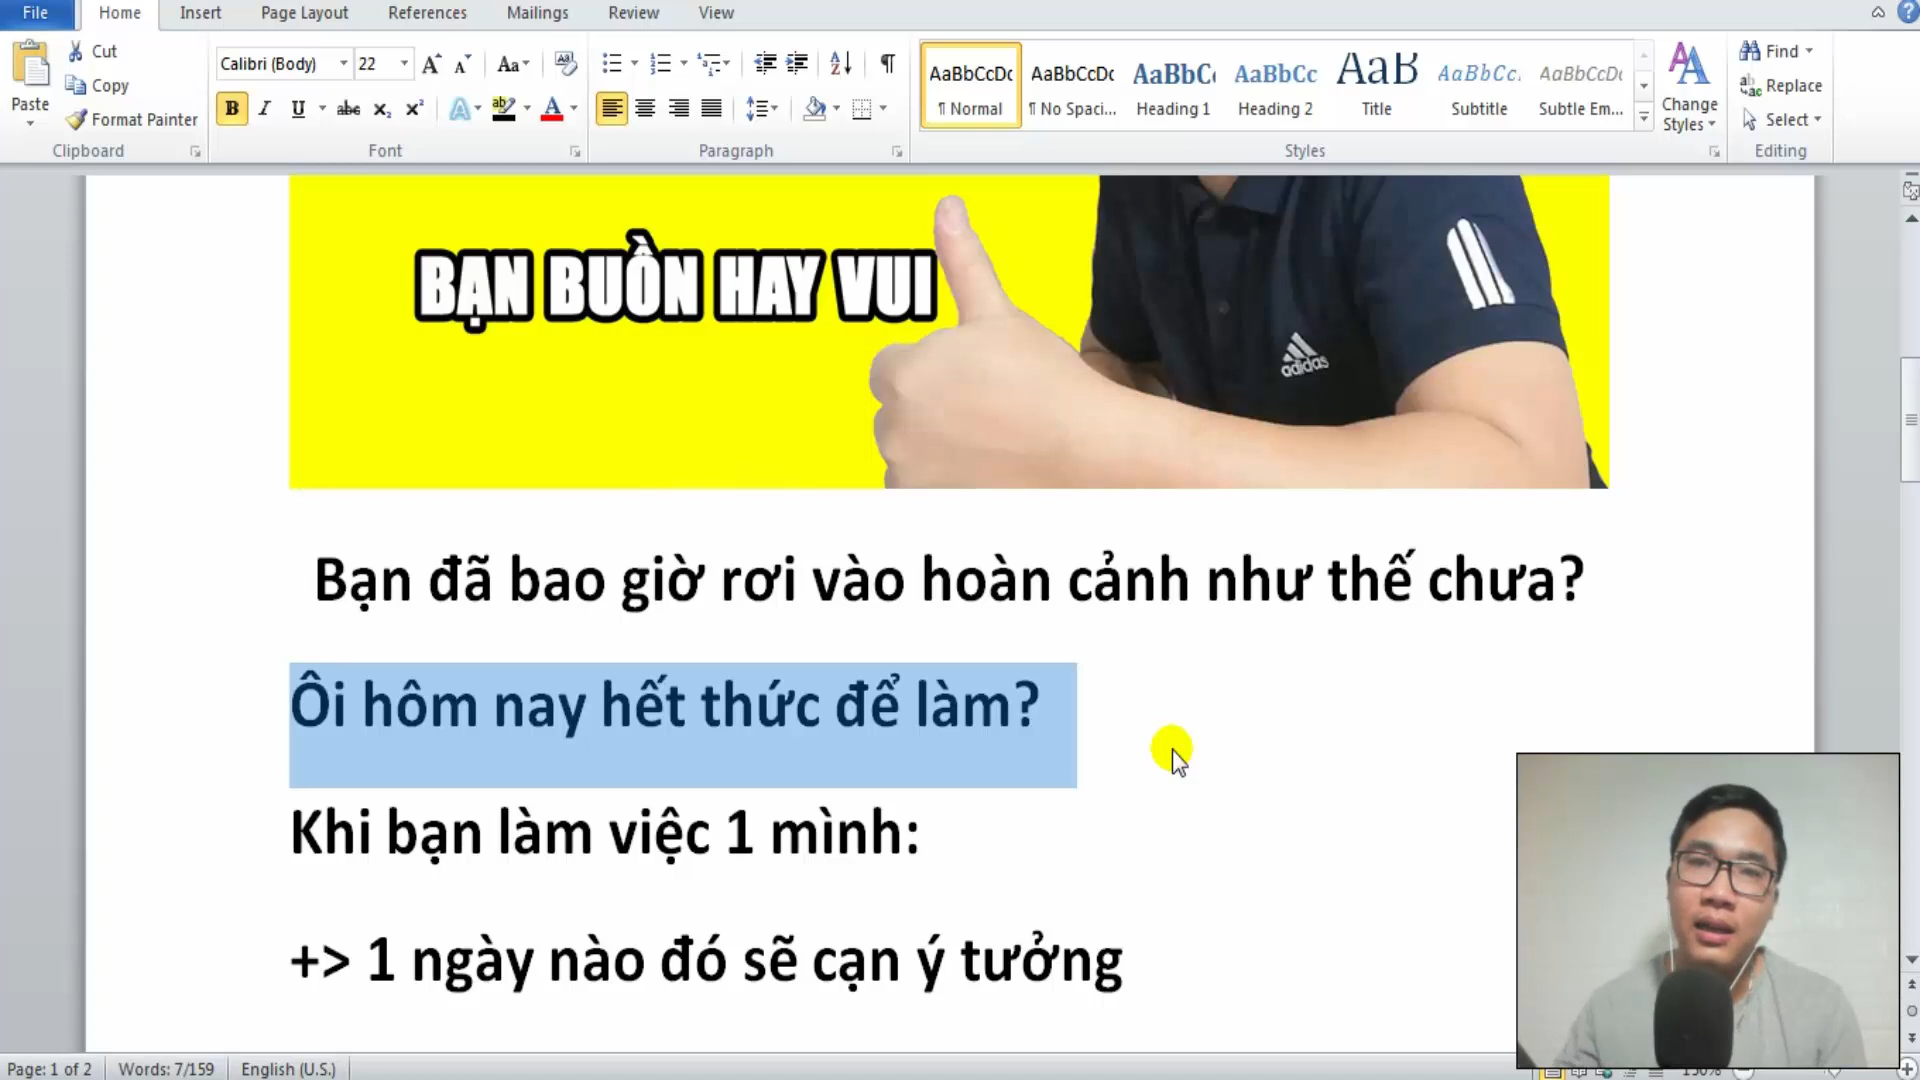 File Home Insert Page Layout References Mailings Review View
Cut
Copy
Paste
Format Painter
Clipboard
Calibri (Body) 22
Font
Paragraph
AaBbCcDc AaBbCcDc AaBbC AaBbCc AaB AaBbCc. AaBbCcDc
¶ Normal ¶ No Spaci... Heading 1 Heading 2 Title Subtitle Subtle Em...
Change Styles
Styles
Find
Replace
Select
Editing
BẠN BUỒN HAY VUI
adidas
Bạn đã bao giờ rơi vào hoàn cảnh như thế chưa?
Ôi hôm nay hết thức để làm?
Khi bạn làm việc 1 mình:
+> 1 ngày nào đó sẽ cạn ý tưởng
Page: 1 of 2 Words: 7/159 English (U.S.) 150%